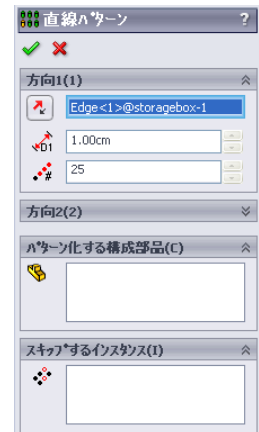 直線ﾊﾟﾀｰﾝ ?
方向1(1)
Edge<1>@storagebox-1
D1 1.00cm
# 25
方向2(2)
ﾊﾟﾀｰﾝ化する構成部品(C)
ｽｷｯﾌﾟするｲﾝｽﾀﾝｽ(I)